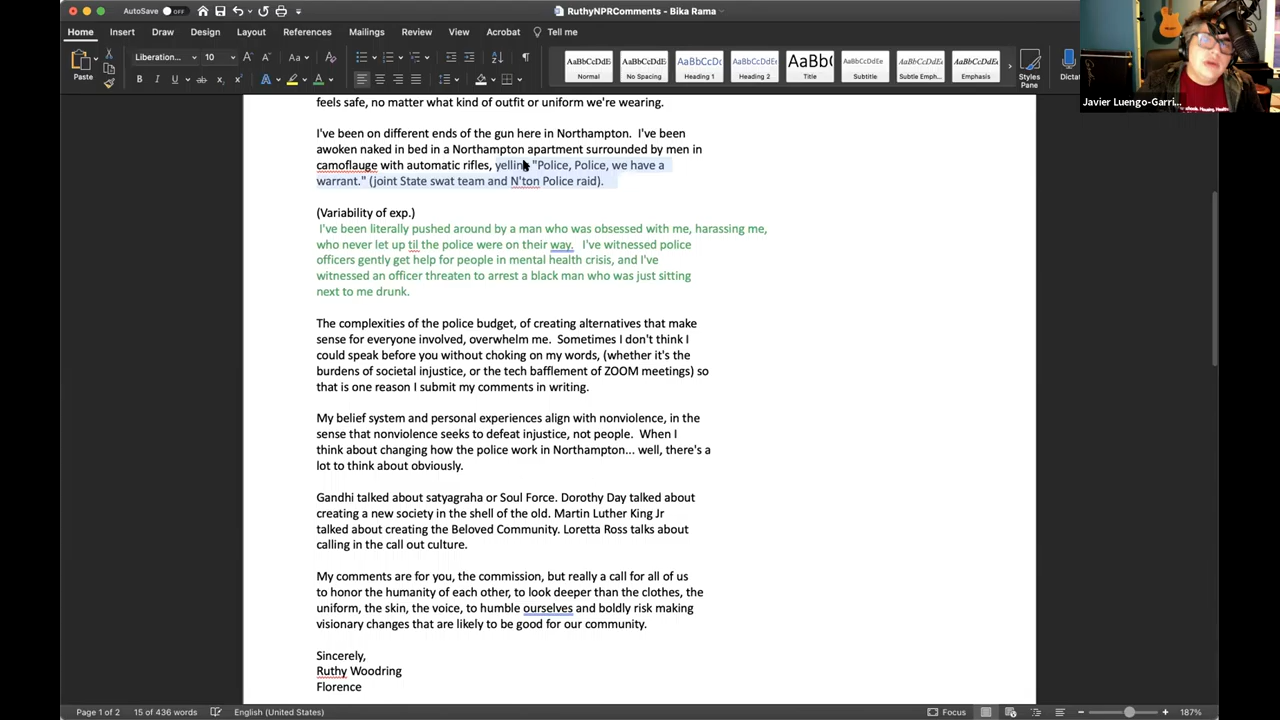 AutoSave OFF
RuthyNPRComments - Bika Rama
Home Insert Draw Design Layout References Mailings Review View Acrobat Tell me
Paste
Liberation... 10
AaBbCcDdEe AaBbCcDdEe AaBbCcDc AaBbCcDdEe AaBb( AaBbCcDdEe AaBbCcDdEe AaBbCcDdEe
Normal No Spacing Heading 1 Heading 2 Title Subtitle Subtle Emph... Emphasis
Styles Pane
Dictat
Javier Luengo-Garri...
feels safe, no matter what kind of outfit or uniform we're wearing.
I've been on different ends of the gun here in Northampton. I've been
awoken naked in bed in a Northampton apartment surrounded by men in
camoflauge with automatic rifles, yelling "Police, Police, we have a
warrant." (joint State swat team and N'ton Police raid).
(Variability of exp.)
I've been literally pushed around by a man who was obsessed with me, harassing me,
who never let up til the police were on their way. I've witnessed police
officers gently get help for people in mental health crisis, and I've
witnessed an officer threaten to arrest a black man who was just sitting
next to me drunk.
The complexities of the police budget, of creating alternatives that make
sense for everyone involved, overwhelm me. Sometimes I don't think I
could speak before you without choking on my words, (whether it's the
burdens of societal injustice, or the tech bafflement of ZOOM meetings) so
that is one reason I submit my comments in writing.
My belief system and personal experiences align with nonviolence, in the
sense that nonviolence seeks to defeat injustice, not people. When I
think about changing how the police work in Northampton... well, there's a
lot to think about obviously.
Gandhi talked about satyagraha or Soul Force. Dorothy Day talked about
creating a new society in the shell of the old. Martin Luther King Jr
talked about creating the Beloved Community. Loretta Ross talks about
calling in the call out culture.
My comments are for you, the commission, but really a call for all of us
to honor the humanity of each other, to look deeper than the clothes, the
uniform, the skin, the voice, to humble ourselves and boldly risk making
visionary changes that are likely to be good for our community.
Sincerely,
Ruthy Woodring
Florence
Page 1 of 2 15 of 436 words English (United States) Focus 187%